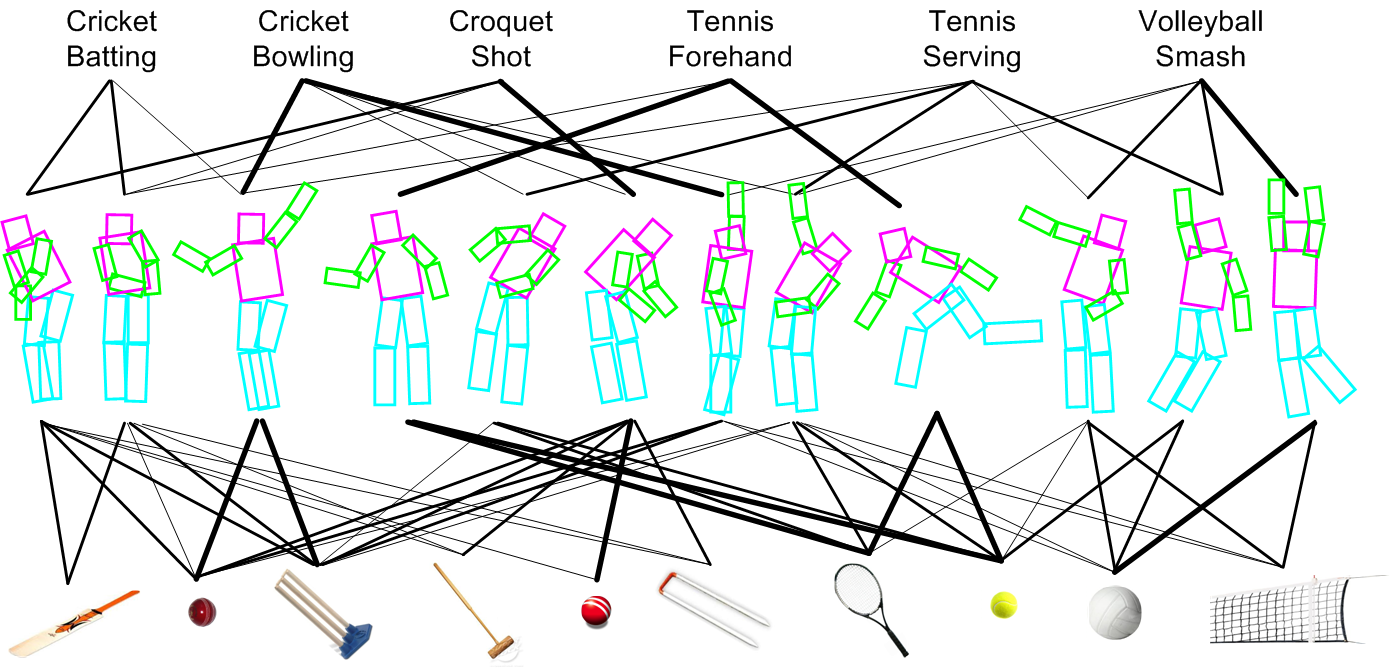 Cricket
Batting
Cricket
Bowling
Croquet
Shot
Tennis
Forehand
Tennis
Serving
Volleyball
Smash